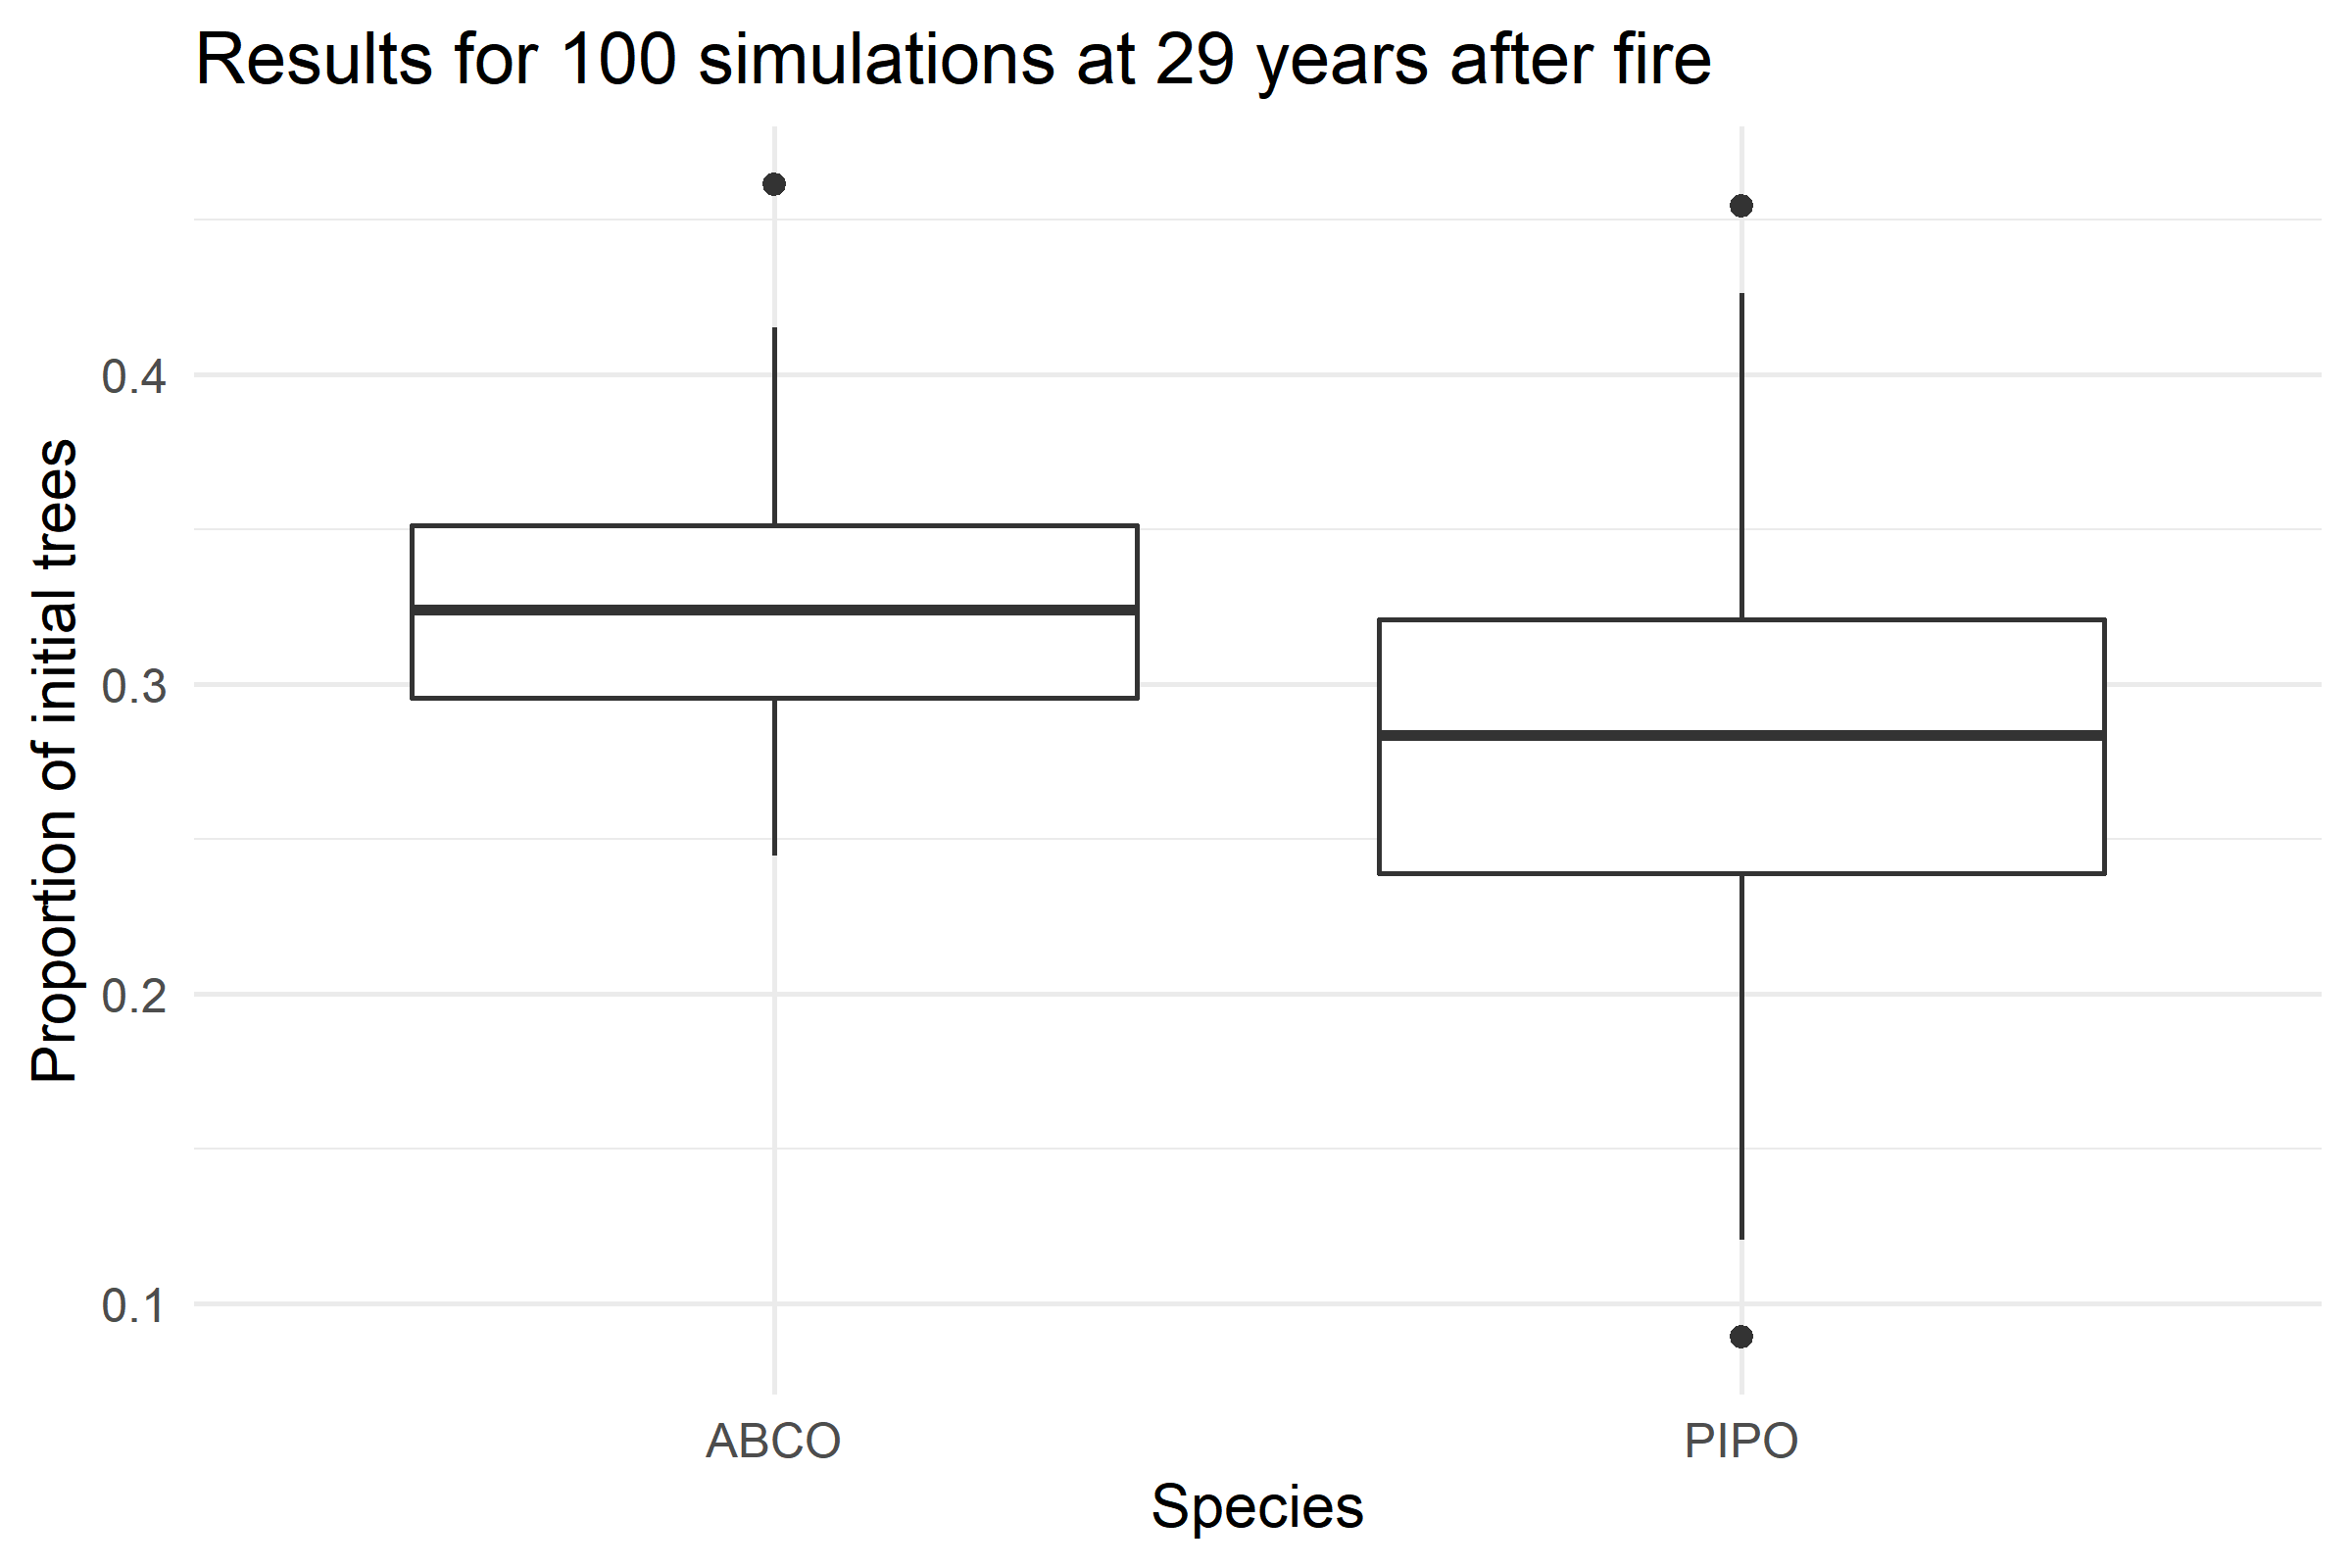 Results for 100 simulations at 29 years after fire
Proportion of initial trees
0.4
0.3
0.2
0.1
ABCO
PIPO
Species